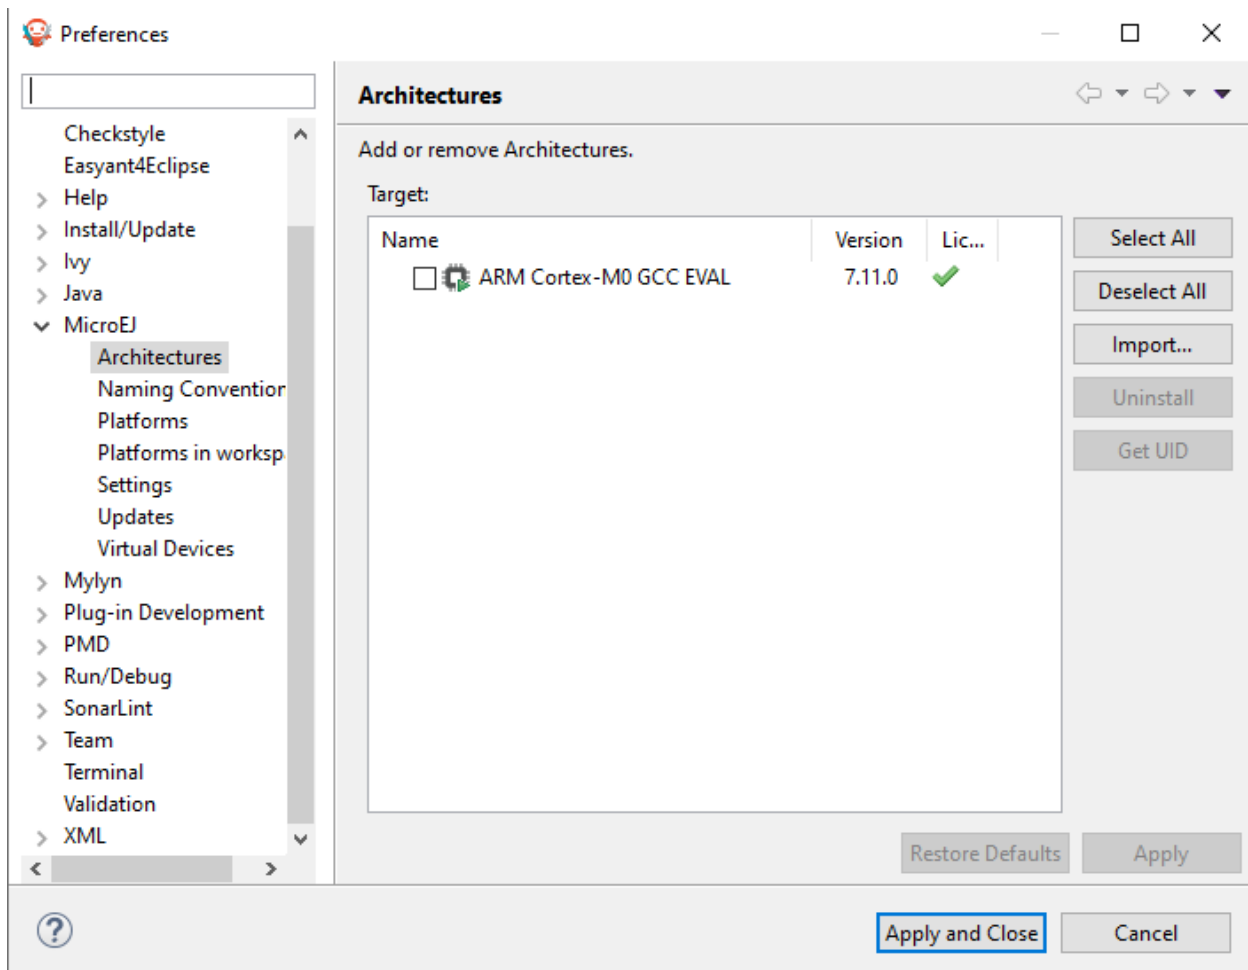 Preferences
Checkstyle
Easyant4Eclipse
Help
Install/Update
Ivy
Java
MicroEJ
Architectures
Naming Convention
Platforms
Platforms in worksp
Settings
Updates
Virtual Devices
Mylyn
Plug-in Development
PMD
Run/Debug
SonarLint
Team
Terminal
Validation
XML
Architectures
Add or remove Architectures.
Target:
Name Version Lic...
ARM Cortex-M0 GCC EVAL 7.11.0
Select All
Deselect All
Import...
Uninstall
Get UID
Restore Defaults Apply
? Apply and Close Cancel